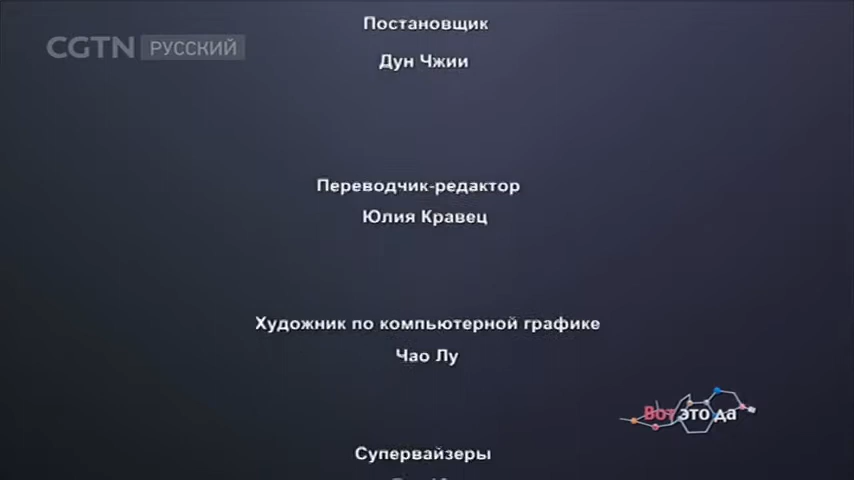 Постановщик
CGTN РУССКИЙ
Дун Чжии
Переводчик-редактор
Юлия Кравец
Художник по компьютерной графике
Чао Лу
Вот это да
Супервайзеры